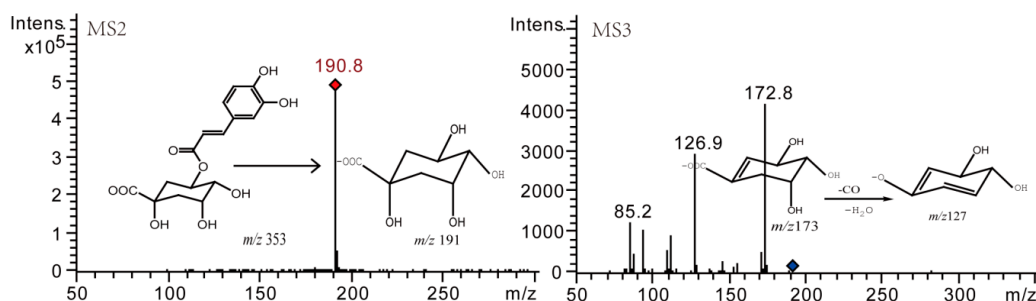 Intens.
x10⁵
MS2
5
4
3
2
1
0
50
100
150
200
250
m/z
190.8
OH
OH
O
O
OOC
OH
OH
OH
m/z 353
-OOC
OH
OH
OH
OH
m/z 191
Intens.
MS3
6000
4000
3000
2000
1000
0
50
100
150
200
250
300
m/z
172.8
126.9
85.2
-OOC
OH
OH
OH
m/z173
-CO
-H₂O
-O
OH
OH
m/z127